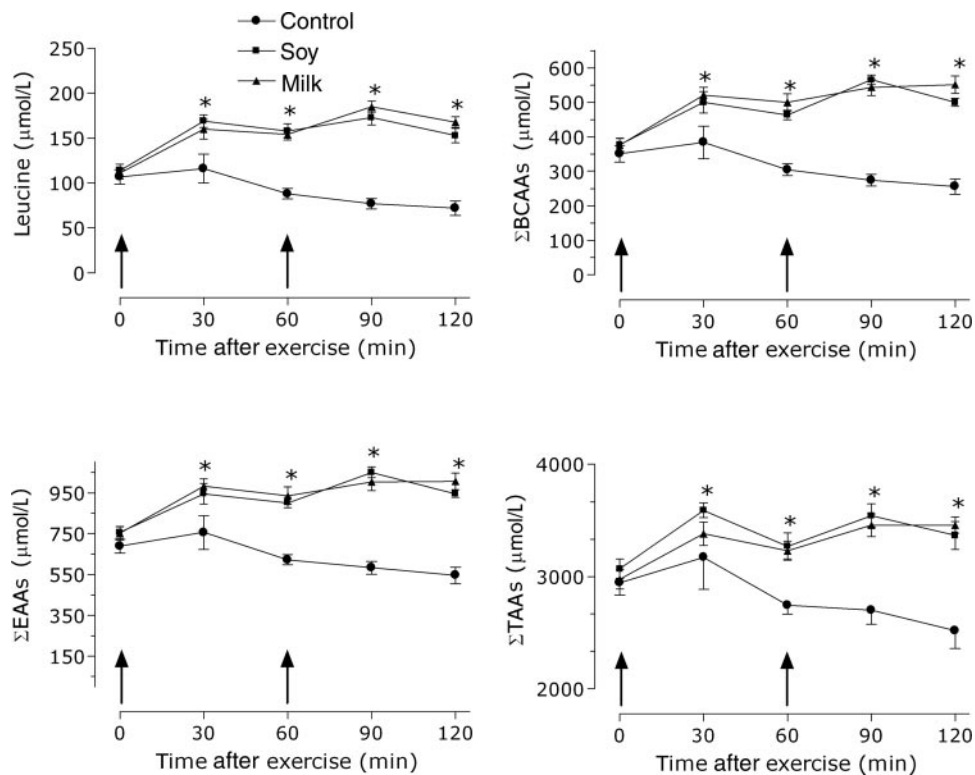 Control
Soy
Milk
Leucine (μmol/L)
250
200
150
100
50
0
*
*
*
*
0 30 60 90 120
Time after exercise (min)
ΣBCAAs (μmol/L)
600
500
400
300
200
100
0
*
*
*
*
0 30 60 90 120
Time after exercise (min)
ΣEAAs (μmol/L)
950
750
550
350
150
*
*
*
*
0 30 60 90 120
Time after exercise (min)
ΣTAAs (μmol/L)
4000
3000
2000
*
*
*
*
0 30 60 90 120
Time after exercise (min)